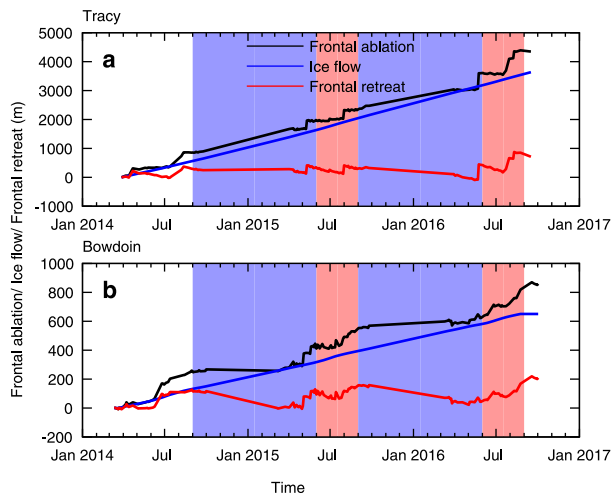 Tracy
5000
4000
3000
2000
1000
0
-1000
a
Frontal ablation
Ice flow
Frontal retreat
Jan 2014 Jul Jan 2015 Jul Jan 2016 Jul Jan 2017
Bowdoin
1000
800
600
400
200
0
-200
b
Jan 2014 Jul Jan 2015 Jul Jan 2016 Jul Jan 2017
Time
Frontal ablation/ Ice flow/ Frontal retreat (m)